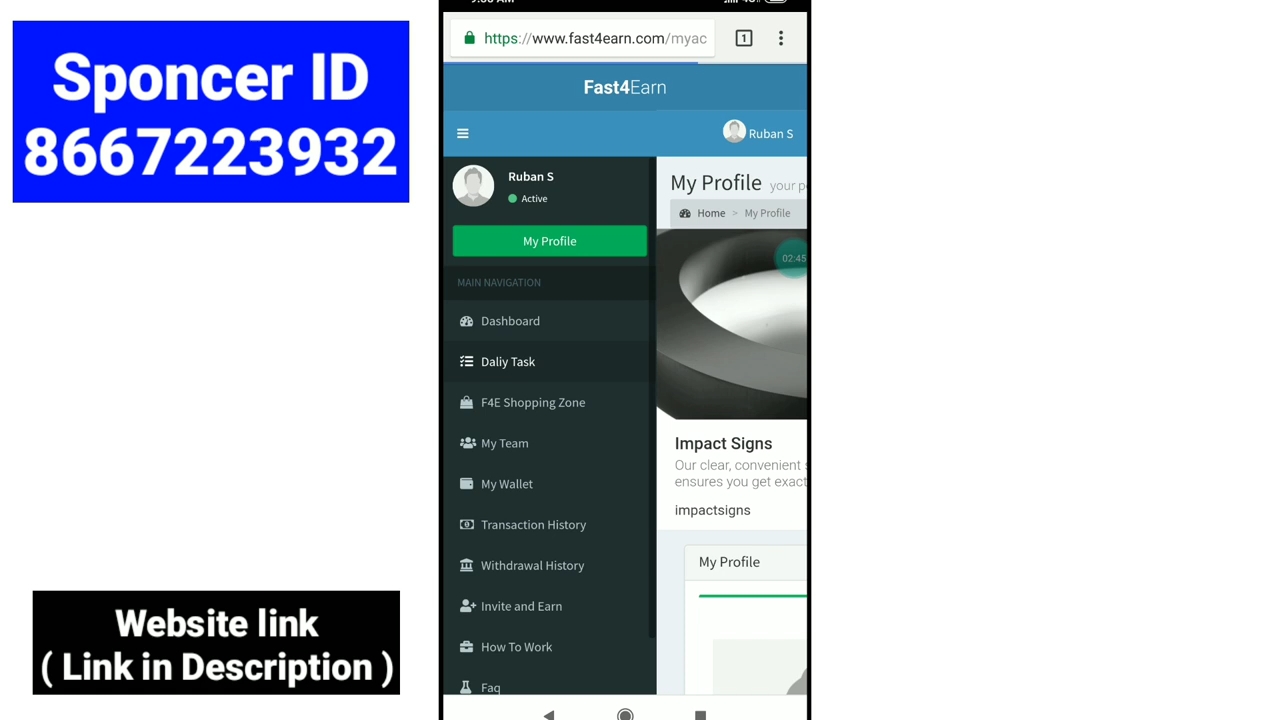 Sponcer ID
8667223932
https://www.fast4earn.com/myac
1
Fast4Earn
Ruban S
Ruban S
Active
My Profile
MAIN NAVIGATION
Dashboard
Daliy Task
F4E Shopping Zone
My Team
My Wallet
Transaction History
Withdrawal History
Invite and Earn
How To Work
Faq
My Profile your p
Home > My Profile
02:45
Impact Signs
Our clear, convenient
ensures you get exact
impactsigns
My Profile
Website link
( Link in Description )